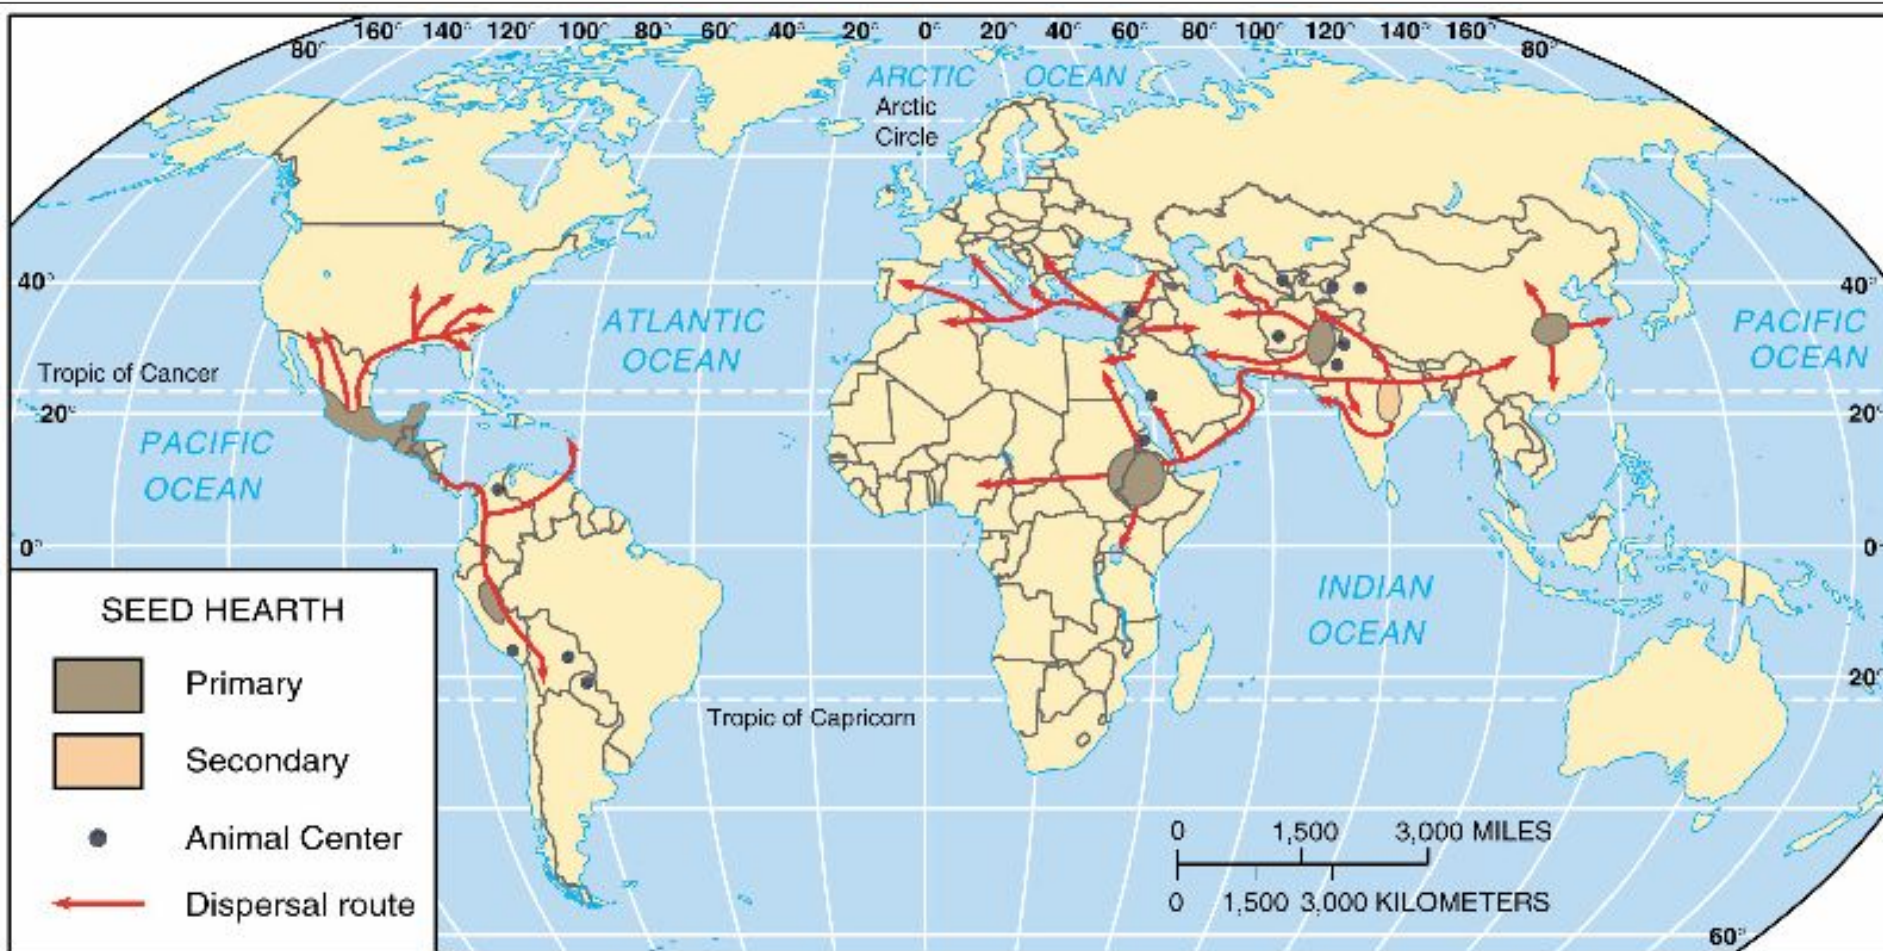 160° 140° 120° 100° 80° 60° 40° 20° 0° 20° 40° 60° 80° 100° 120° 140° 160°
80°
80°
ARCTIC OCEAN
Arctic
Circle
40°
40°
ATLANTIC
OCEAN
PACIFIC
OCEAN
Tropic of Cancer
20°
20°
PACIFIC
OCEAN
0°
0°
INDIAN
OCEAN
20°
Tropic of Capricorn
SEED HEARTH
Primary
Secondary
Animal Center
Dispersal route
0 1,500 3,000 MILES
0 1,500 3,000 KILOMETERS
60°